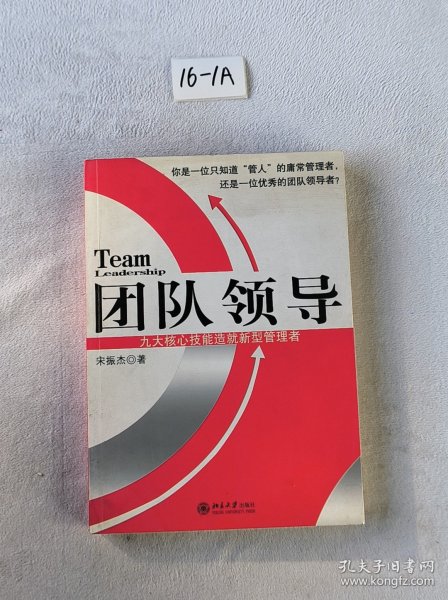 16-1A
你是一位只知道“管人”的庸常管理者,
还是一位优秀的团队领导者?
Team
Leadership
团队领导
九大核心技能造就新型管理者
宋振杰◎著
北京大学出版社
PEKING UNIVERSITY PRESS
孔夫子旧书网
www.kongfz.com